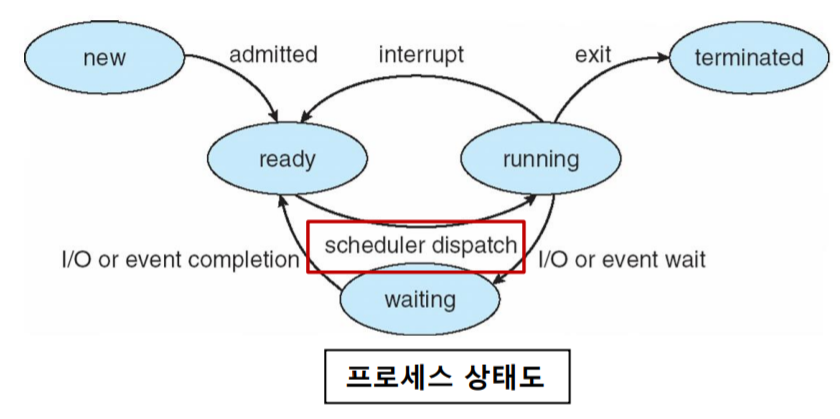 new
admitted
interrupt
exit
terminated
ready
running
scheduler dispatch
I/O or event completion
I/O or event wait
waiting
프로세스 상태도